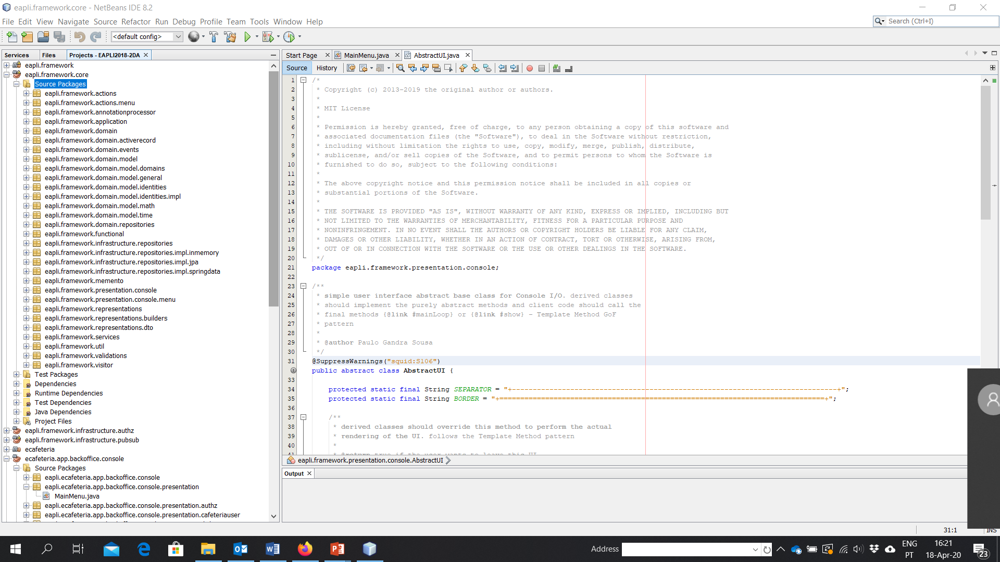 eapli.framework.core - NetBeans IDE 8.2
File Edit View Navigate Source Refactor Run Debug Profile Team Tools Window Help
Search (Ctrl+I)
<default config>
Services Files Projects - EAPLI2018-2DA
Start Page MainMenu.java AbstractUI.java
Source History
eapli.framework
eapli.framework.core
Source Packages
eapli.framework.actions
eapli.framework.actions.menu
eapli.framework.annotationprocessor
eapli.framework.application
eapli.framework.domain
eapli.framework.domain.activerecord
eapli.framework.domain.events
eapli.framework.domain.model
eapli.framework.domain.model.domains
eapli.framework.domain.model.general
eapli.framework.domain.model.identities
eapli.framework.domain.model.identities.impl
eapli.framework.domain.model.math
eapli.framework.domain.model.time
eapli.framework.domain.repositories
eapli.framework.functional
eapli.framework.infrastructure.repositories
eapli.framework.infrastructure.repositories.impl.inmemory
eapli.framework.infrastructure.repositories.impl.jpa
eapli.framework.infrastructure.repositories.impl.springdata
eapli.framework.memento
eapli.framework.presentation.console
eapli.framework.presentation.console.menu
eapli.framework.representations
eapli.framework.representations.builders
eapli.framework.representations.dto
eapli.framework.services
eapli.framework.util
eapli.framework.validations
eapli.framework.visitor
Test Packages
Dependencies
Runtime Dependencies
Test Dependencies
Java Dependencies
Project Files
eapli.framework.infrastructure.authz
eapli.framework.infrastructure.pubsub
ecafeteria
ecafeteria.app.backoffice.console
Source Packages
eapli.ecafeteria.app.backoffice.console
eapli.ecafeteria.app.backoffice.console.presentation
MainMenu.java
eapli.ecafeteria.app.backoffice.console.presentation.authz
eapli.ecafeteria.app.backoffice.console.presentation.cafeteriauser
1 /*
2 * Copyright (c) 2013-2019 the original author or authors.
3 *
4 * MIT License
5 *
6 * Permission is hereby granted, free of charge, to any person obtaining a copy of this software and
7 * associated documentation files (the "Software"), to deal in the Software without restriction,
8 * including without limitation the rights to use, copy, modify, merge, publish, distribute,
9 * sublicense, and/or sell copies of the Software, and to permit persons to whom the Software is
10 * furnished to do so, subject to the following conditions:
11 *
12 * The above copyright notice and this permission notice shall be included in all copies or
13 * substantial portions of the Software.
14 *
15 * THE SOFTWARE IS PROVIDED "AS IS", WITHOUT WARRANTY OF ANY KIND, EXPRESS OR IMPLIED, INCLUDING BUT
16 * NOT LIMITED TO THE WARRANTIES OF MERCHANTABILITY, FITNESS FOR A PARTICULAR PURPOSE AND
17 * NONINFRINGEMENT. IN NO EVENT SHALL THE AUTHORS OR COPYRIGHT HOLDERS BE LIABLE FOR ANY CLAIM,
18 * DAMAGES OR OTHER LIABILITY, WHETHER IN AN ACTION OF CONTRACT, TORT OR OTHERWISE, ARISING FROM,
19 * OUT OF OR IN CONNECTION WITH THE SOFTWARE OR THE USE OR OTHER DEALINGS IN THE SOFTWARE.
20 */
21 package eapli.framework.presentation.console;
22
23 /**
24 * simple user interface abstract base class for Console I/O. derived classes
25 * should implement the purely abstract methods and client code should call the
26 * final methods {@link #mainLoop} or {@link #show} - Template Method GoF
27 * pattern
28 *
29 * @author Paulo Gandra Sousa
30 */
31 @SuppressWarnings("squid:S106")
public abstract class AbstractUI {
33
34 protected static final String SEPARATOR = "+------------------------------------------------------------------------------+";
35 protected static final String BORDER = "+==============================================================================+";
36
37 /**
38 * derived classes should override this method to perform the actual
39 * rendering of the UI. follows the Template Method pattern
40 *
41 * @return true if the user wants to leave this UI
eapli.framework.presentation.console.AbstractUI
Output
31:1 INS
Address
ENG
PT
16:21
18-Apr-20
23